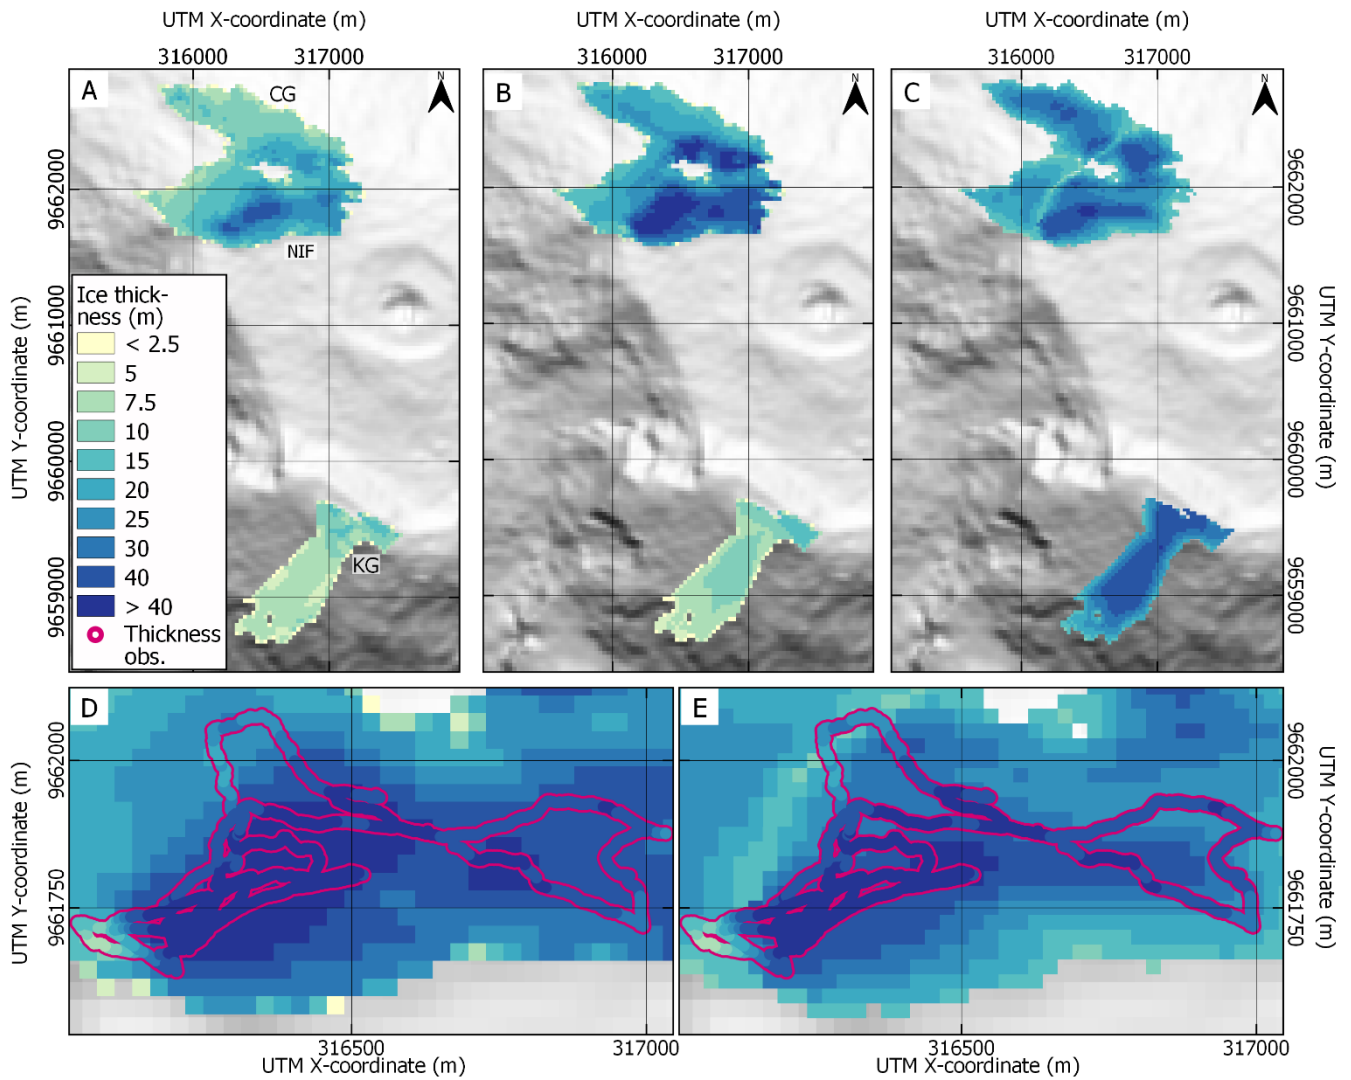 UTM X-coordinate (m)
UTM X-coordinate (m)
UTM X-coordinate (m)
316000
317000
316000
317000
316000
317000
A
CG
N
B
N
C
N
9662000
9662000
NIF
UTM Y-coordinate (m)
9661000
9661000
UTM Y-coordinate (m)
9660000
9660000
9659000
9659000
KG
Ice thick-
ness (m)
< 2.5
5
7.5
10
15
20
25
30
40
> 40
Thickness
obs.
D
E
UTM Y-coordinate (m)
9662000
9661750
9662000
9661750
UTM Y-coordinate (m)
316500
317000
316500
317000
UTM X-coordinate (m)
UTM X-coordinate (m)